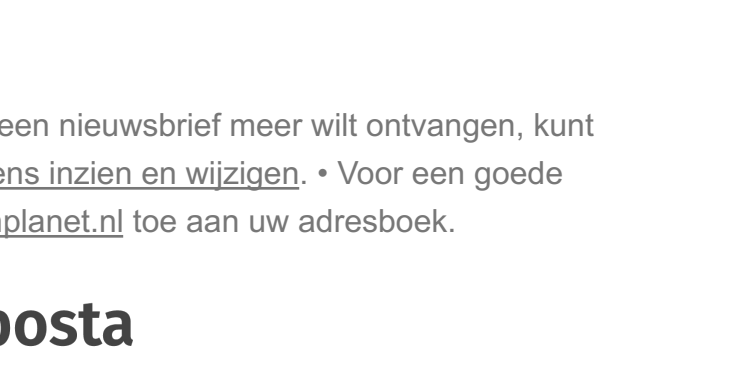 een nieuwsbrief meer wilt ontvangen, kunt
ens inzien en wijzigen. • Voor een goede
planet.nl toe aan uw adresboek.
posta